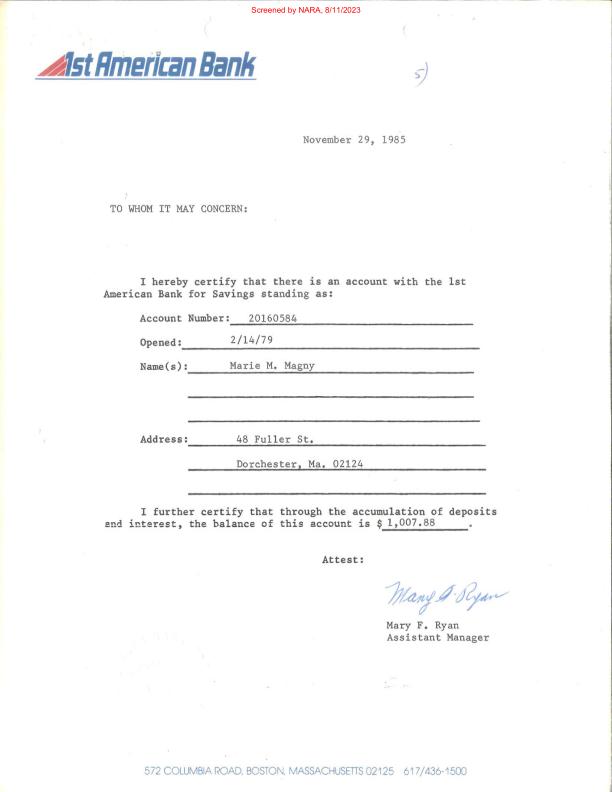 Screened by NARA, 8/11/2023
1st American Bank
5)
November 29, 1985
TO WHOM IT MAY CONCERN:
I hereby certify that there is an account with the 1st
American Bank for Savings standing as:
Account Number: 20160584
Opened: 2/14/79
Name(s): Marie M. Magny
Address: 48 Fuller St.
Dorchester, Ma. 02124
I further certify that through the accumulation of deposits
end interest, the balance of this account is $ 1,007.88 .
Attest:
Mary F. Ryan
Mary F. Ryan
Assistant Manager
572 COLUMBIA ROAD, BOSTON, MASSACHUSETTS 02125 617/436-1500